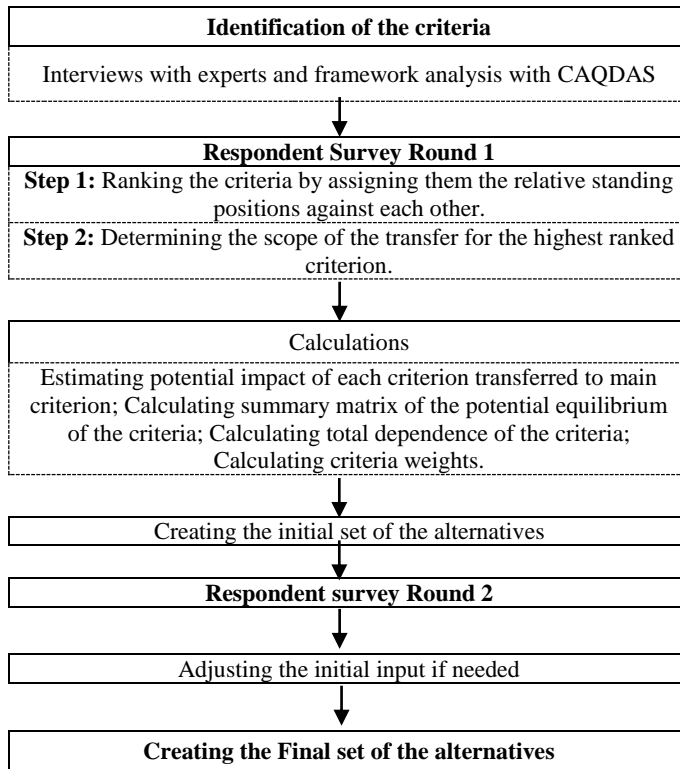 Identification of the criteria
Interviews with experts and framework analysis with CAQDAS
Respondent Survey Round 1
Step 1: Ranking the criteria by assigning them the relative standing
positions against each other.
Step 2: Determining the scope of the transfer for the highest ranked
criterion.
Calculations
Estimating potential impact of each criterion transferred to main
criterion; Calculating summary matrix of the potential equilibrium
of the criteria; Calculating total dependence of the criteria;
Calculating criteria weights.
Creating the initial set of the alternatives
Respondent survey Round 2
Adjusting the initial input if needed
Creating the Final set of the alternatives